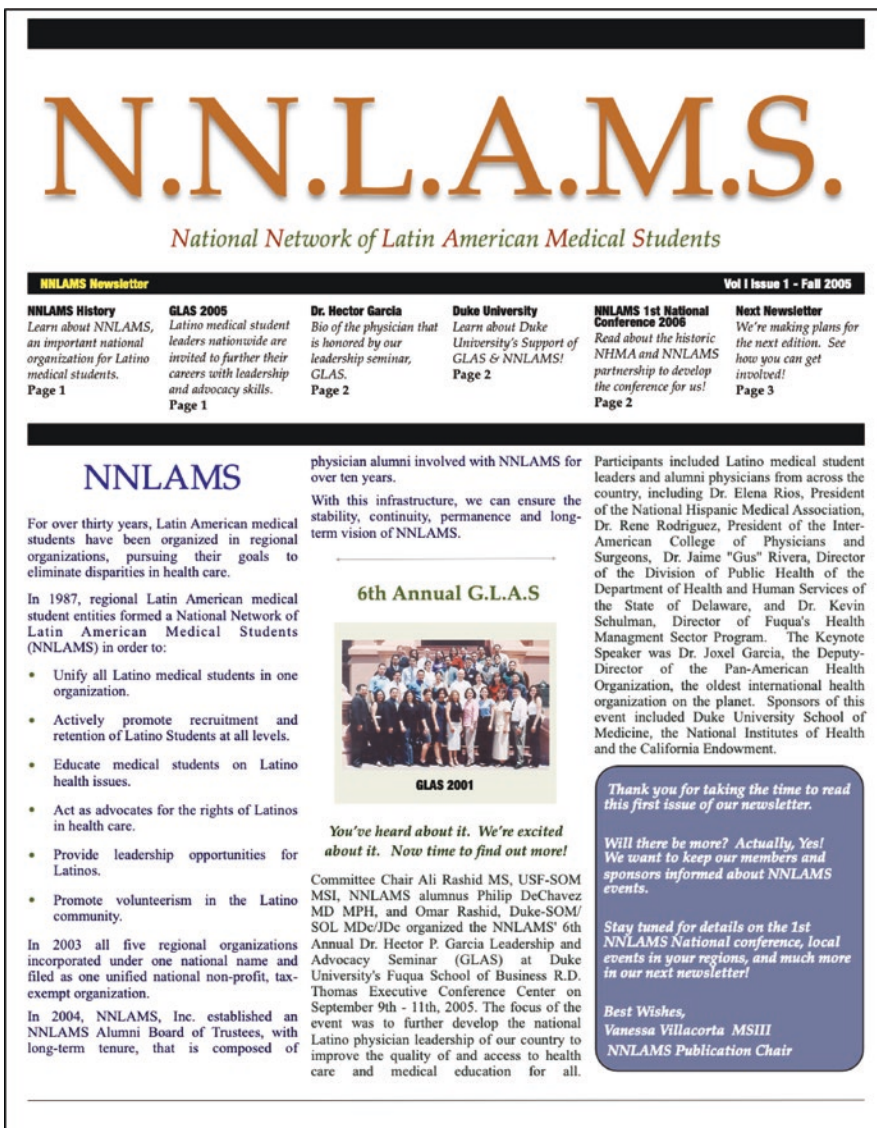 N.N.L.A.M.S.
National Network of Latin American Medical Students
NNLAMS Newsletter
Vol I Issue 1 - Fall 2005
NNLAMS History
Learn about NNLAMS,
an important national
organization for Latino
medical students.
Page 1
GLAS 2005
Latino medical student
leaders nationwide are
invited to further their
careers with leadership
and advocacy skills.
Page 1
Dr. Hector Garcia
Bio of the physician that
is honored by our
leadership seminar,
GLAS.
Page 2
Duke University
Learn about Duke
University's Support of
GLAS & NNLAMS!
Page 2
NNLAMS 1st National
Conference 2006
Read about the historic
NHMA and NNLAMS
partnership to develop
the conference for us!
Page 2
Next Newsletter
We're making plans for
the next edition. See
how you can get
involved!
Page 3
NNLAMS
For over thirty years, Latin American medical
students have been organized in regional
organizations, pursuing their goals to
eliminate disparities in health care.
In 1987, regional Latin American medical
student entities formed a National Network of
Latin American Medical Students
(NNLAMS) in order to:
• Unify all Latino medical students in one
organization.
• Actively promote recruitment and
retention of Latino Students at all levels.
• Educate medical students on Latino
health issues.
• Act as advocates for the rights of Latinos
in health care.
• Provide leadership opportunities for
Latinos.
• Promote volunteerism in the Latino
community.
In 2003 all five regional organizations
incorporated under one national name and
filed as one unified national non-profit, tax-
exempt organization.
In 2004, NNLAMS, Inc. established an
NNLAMS Alumni Board of Trustees, with
long-term tenure, that is composed of
physician alumni involved with NNLAMS for
over ten years.
With this infrastructure, we can ensure the
stability, continuity, permanence and long-
term vision of NNLAMS.
6th Annual G.L.A.S
GLAS 2001
You've heard about it. We're excited
about it. Now time to find out more!
Committee Chair Ali Rashid MS, USF-SOM
MSI, NNLAMS alumnus Philip DeChavez
MD MPH, and Omar Rashid, Duke-SOM/
SOL MDc/JDc organized the NNLAMS' 6th
Annual Dr. Hector P. Garcia Leadership and
Advocacy Seminar (GLAS) at Duke
University's Fuqua School of Business R.D.
Thomas Executive Conference Center on
September 9th - 11th, 2005. The focus of the
event was to further develop the national
Latino physician leadership of our country to
improve the quality of and access to health
care and medical education for all.
Participants included Latino medical student
leaders and alumni physicians from across the
country, including Dr. Elena Rios, President
of the National Hispanic Medical Association,
Dr. Rene Rodriguez, President of the Inter-
American College of Physicians and
Surgeons, Dr. Jaime "Gus" Rivera, Director
of the Division of Public Health of the
Department of Health and Human Services of
the State of Delaware, and Dr. Kevin
Schulman, Director of Fuqua's Health
Managment Sector Program. The Keynote
Speaker was Dr. Joxel Garcia, the Deputy-
Director of the Pan-American Health
Organization, the oldest international health
organization on the planet. Sponsors of this
event included Duke University School of
Medicine, the National Institutes of Health
and the California Endowment.
Thank you for taking the time to read
this first issue of our newsletter.
Will there be more? Actually, Yes!
We want to keep our members and
sponsors informed about NNLAMS
events.
Stay tuned for details on the 1st
NNLAMS National conference, local
events in your regions, and much more
in our next newsletter!
Best Wishes,
Vanessa Villacorta MSIII
NNLAMS Publication Chair